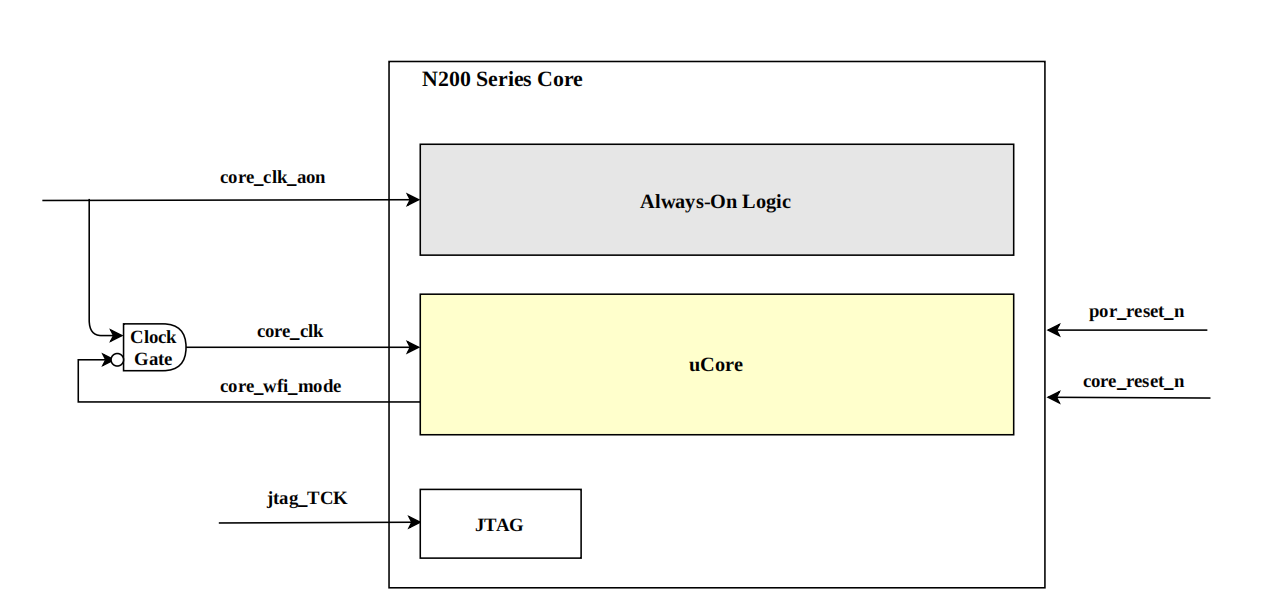 N200 Series Core
core_clk_aon
Always-On Logic
por_reset_n
core_clk
Clock
Gate
uCore
core_wfi_mode
core_reset_n
jtag_TCK
JTAG